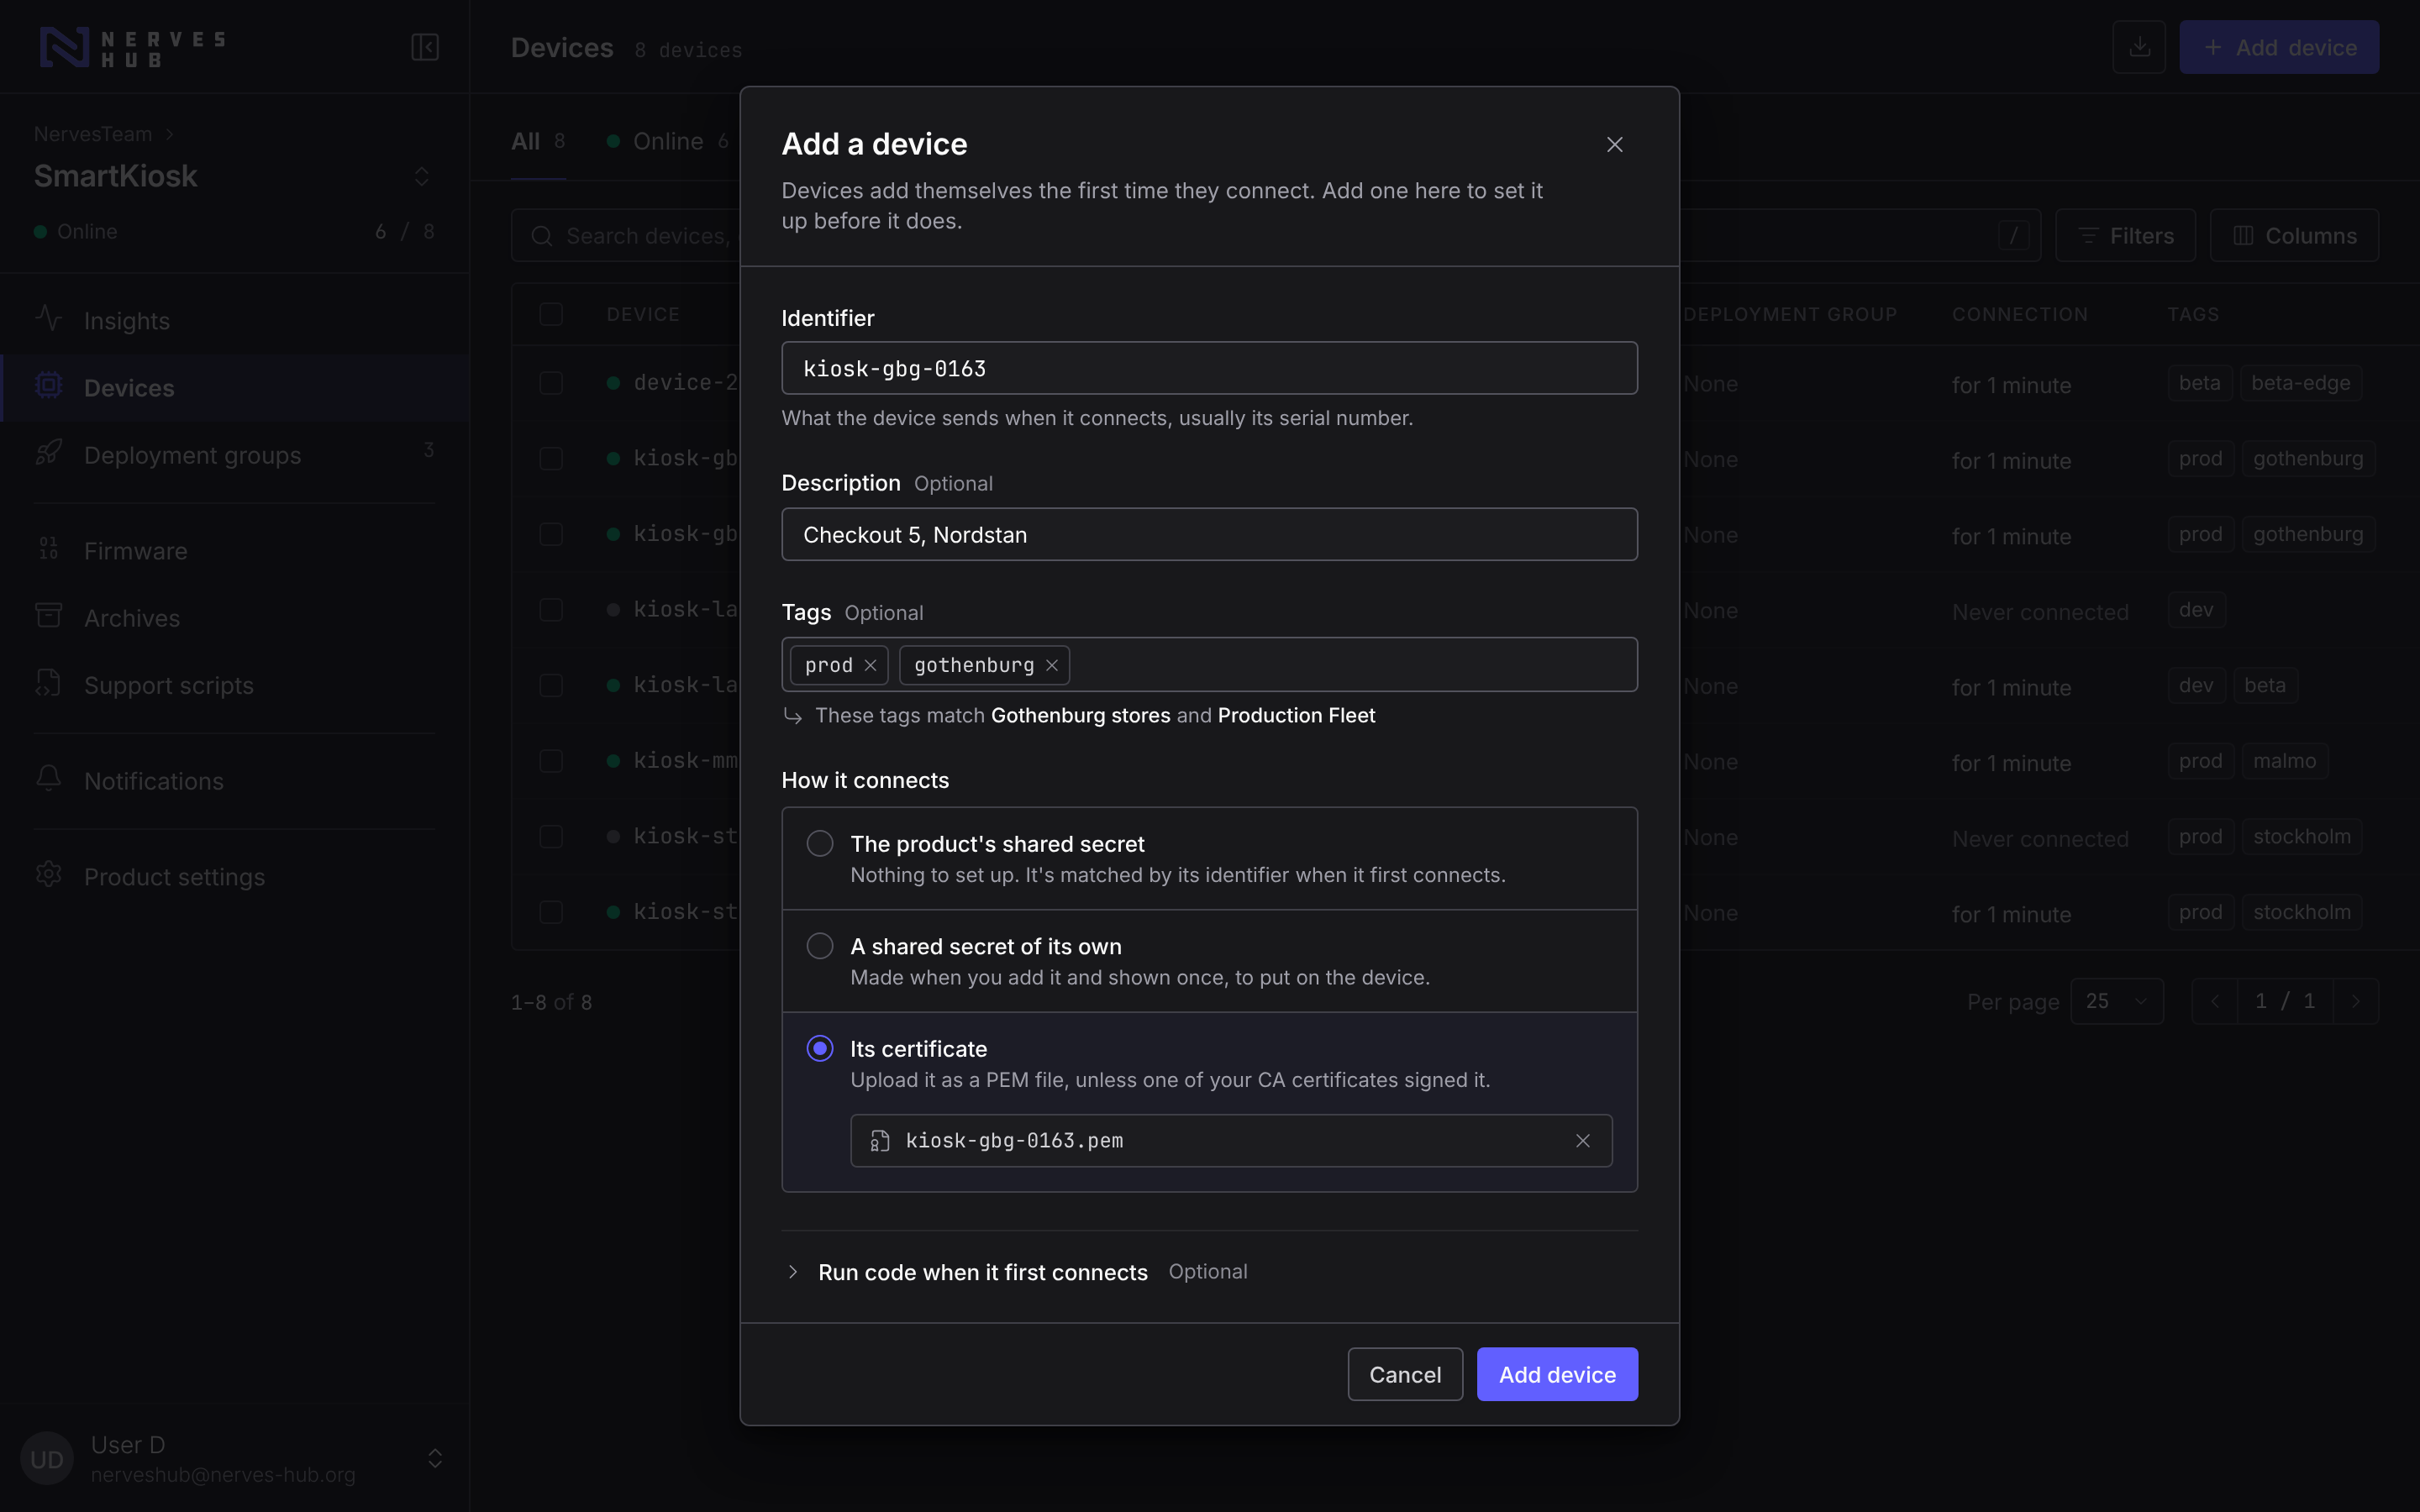 NERVES
HUB
Devices 8 devices
Add device
NervesTeam
SmartKiosk
Online 6 / 8
Insights
Devices
Deployment groups 3
Firmware
Archives
Support scripts
Notifications
Product settings
UD
User D
nerveshub@nerves-hub.org
All 8 Online 6
Search devices,
/
Filters
Columns
DEVICE DEPLOYMENT GROUP CONNECTION TAGS
device-2 None for 1 minute beta beta-edge
kiosk-gb None for 1 minute prod gothenburg
kiosk-gb None for 1 minute prod gothenburg
kiosk-la None Never connected dev
kiosk-la None for 1 minute dev beta
kiosk-mm None for 1 minute prod malmo
kiosk-st None Never connected prod stockholm
kiosk-st None for 1 minute prod stockholm
1–8 of 8
Per page 25
1 / 1
Add a device
Devices add themselves the first time they connect. Add one here to set it
up before it does.
Identifier
kiosk-gbg-0163
What the device sends when it connects, usually its serial number.
Description Optional
Checkout 5, Nordstan
Tags Optional
prod gothenburg
These tags match Gothenburg stores and Production Fleet
How it connects
The product's shared secret
Nothing to set up. It's matched by its identifier when it first connects.
A shared secret of its own
Made when you add it and shown once, to put on the device.
Its certificate
Upload it as a PEM file, unless one of your CA certificates signed it.
kiosk-gbg-0163.pem
Run code when it first connects Optional
Cancel
Add device